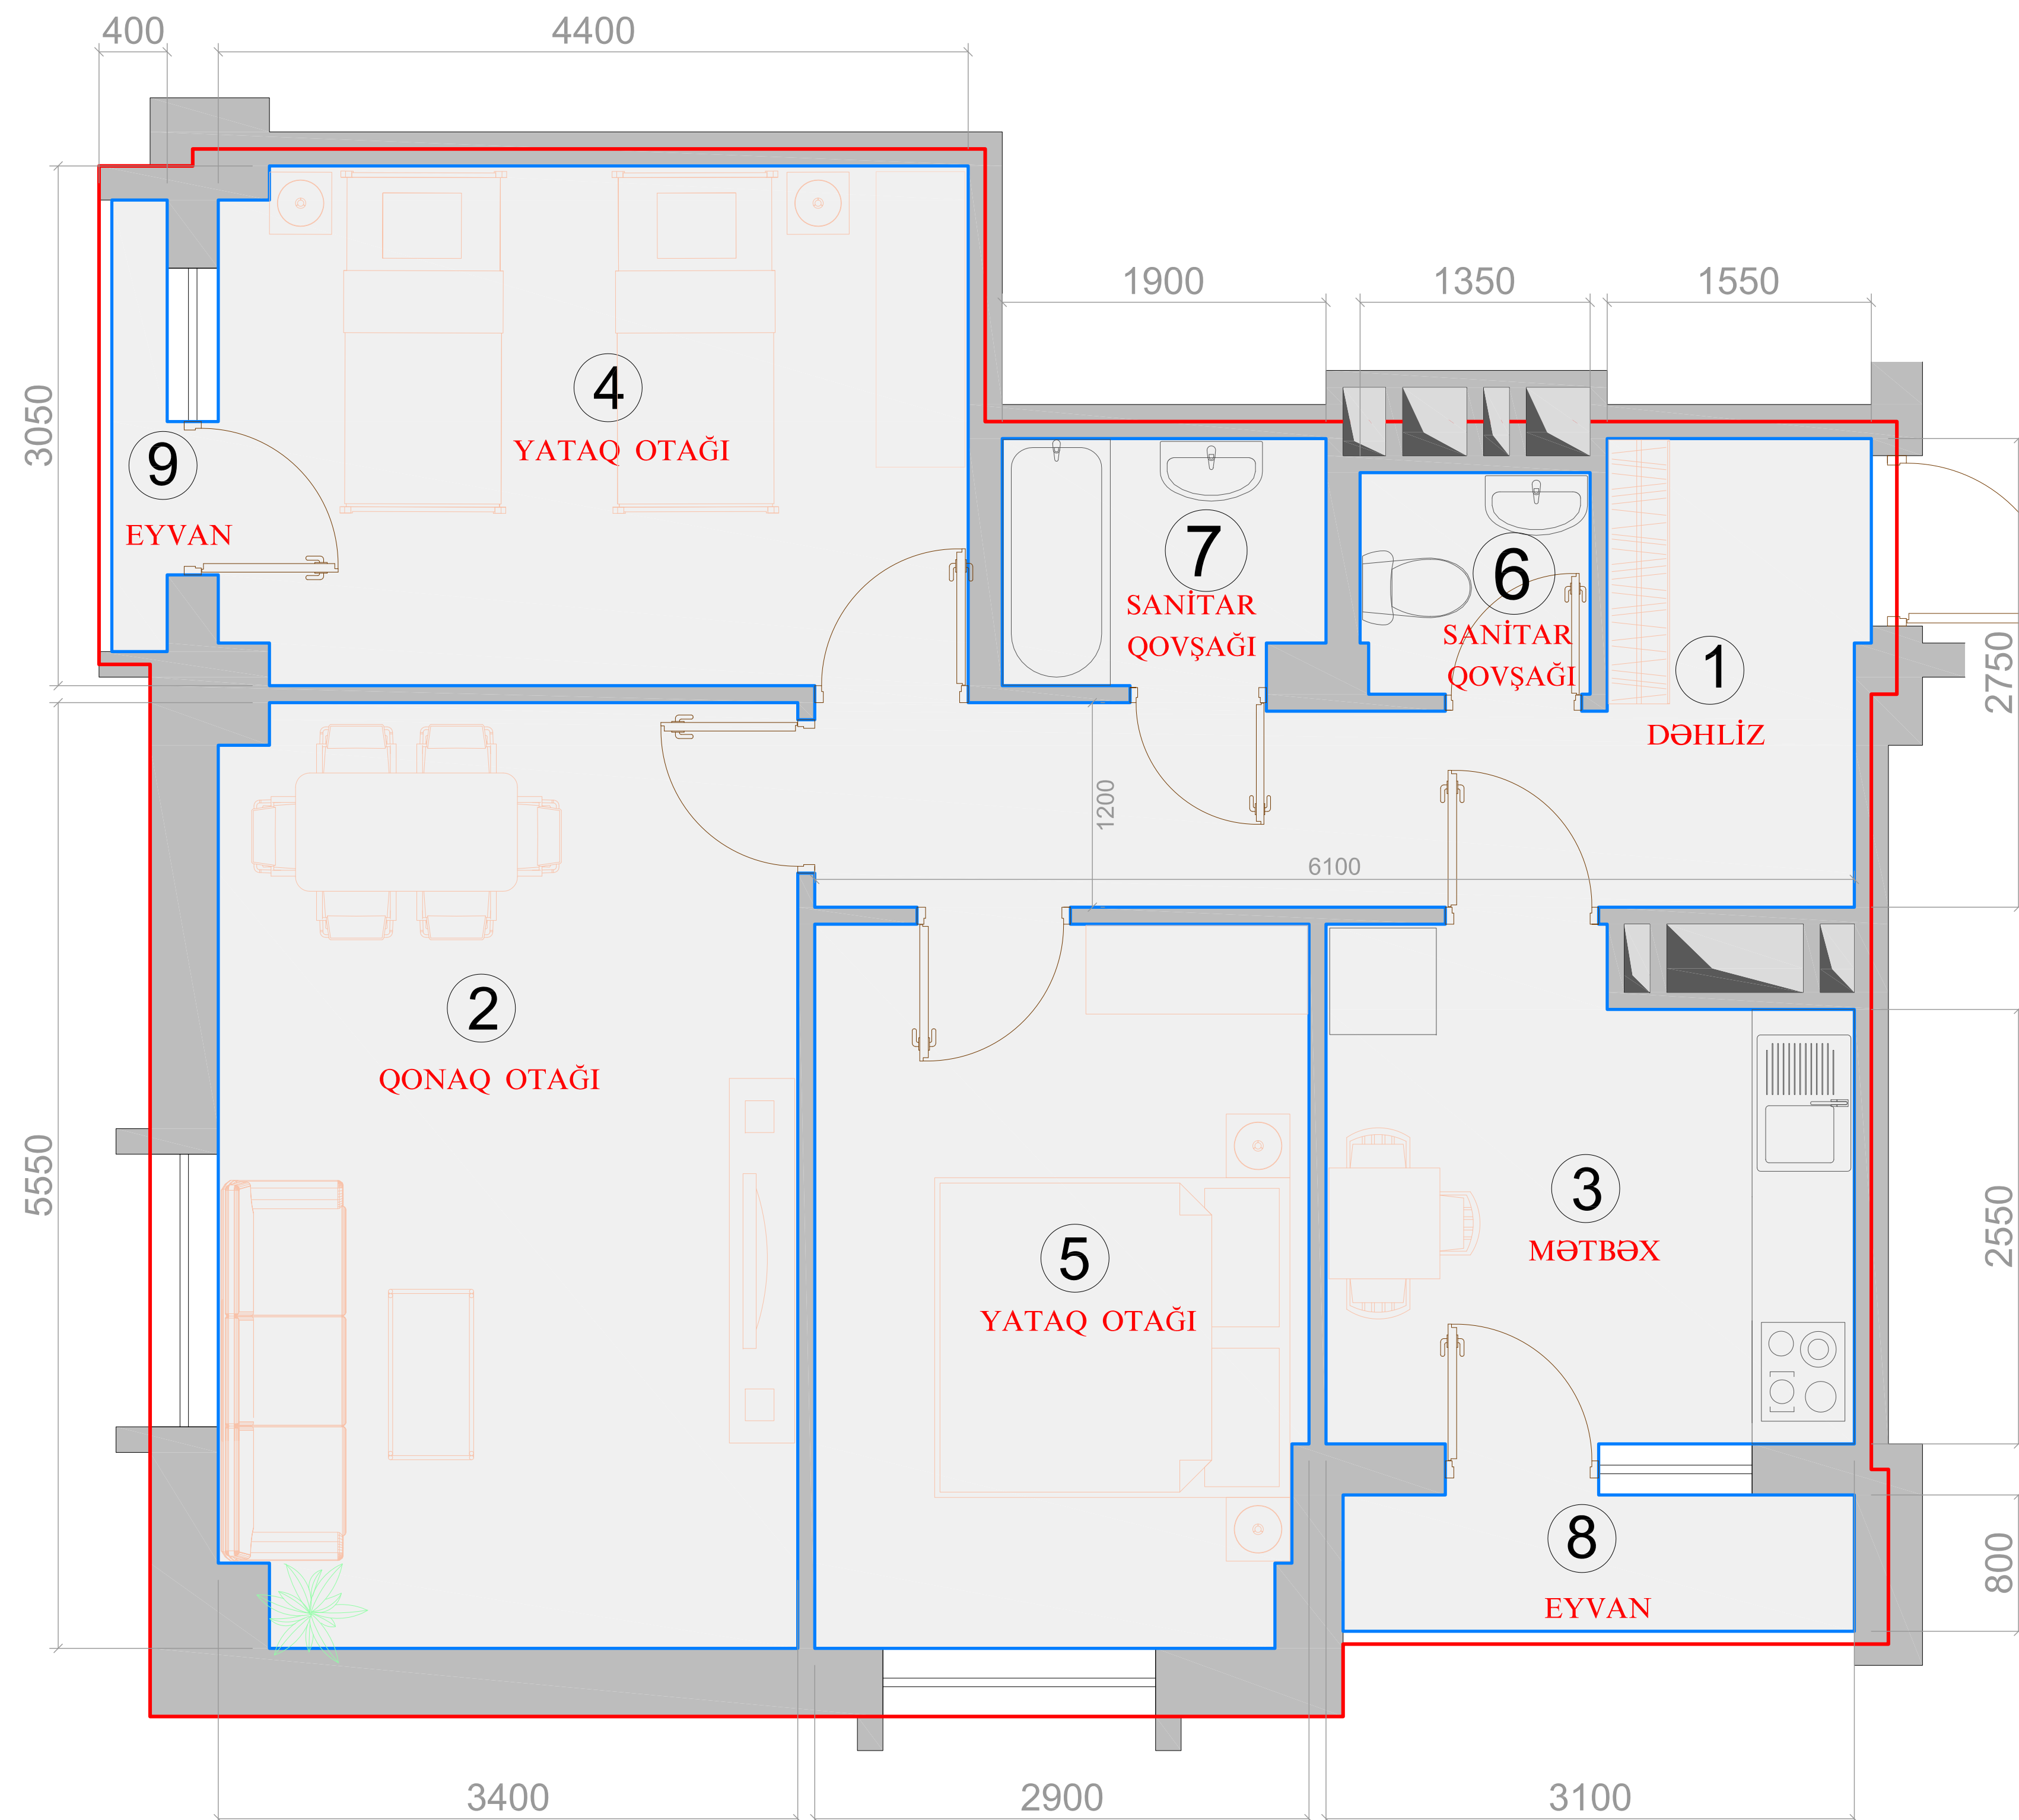 400
4400
1900
1350
1550
3050
4
YATAQ OTAĞI
9
EYVAN
7
SANİTAR
QOVŞAĞI
6
SANİTAR
QOVŞAĞI
1
DƏHLİZ
2750
1200
6100
2
QONAQ OTAĞI
5550
5
YATAQ OTAĞI
3
MƏTBƏX
2550
8
EYVAN
800
3400
2900
3100